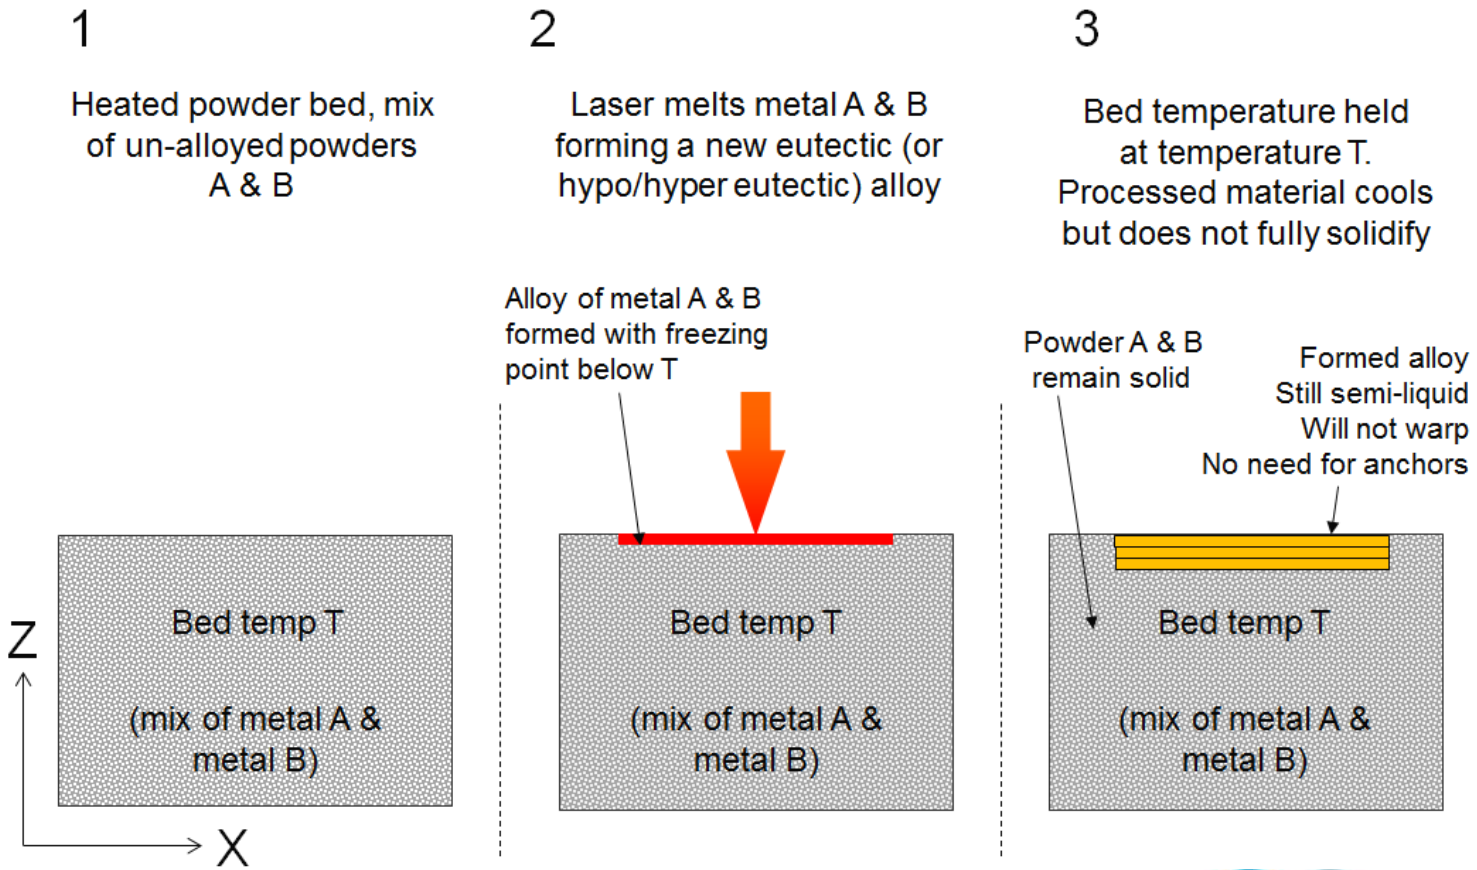 1
Heated powder bed, mix
of un-alloyed powders
A & B
2
Laser melts metal A & B
forming a new eutectic (or
hypo/hyper eutectic) alloy
3
Bed temperature held
at temperature T.
Processed material cools
but does not fully solidify
Alloy of metal A & B
formed with freezing
point below T
Powder A & B
remain solid
Formed alloy
Still semi-liquid
Will not warp
No need for anchors
Bed temp T
(mix of metal A &
metal B)
Bed temp T
(mix of metal A &
metal B)
Bed temp T
(mix of metal A &
metal B)
Z
X